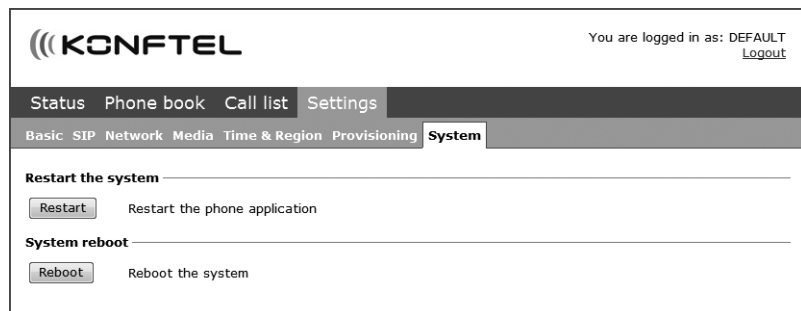 KONFTEL
You are logged in as: DEFAULT
Logout
Status Phone book Call list Settings
Basic SIP Network Media Time & Region Provisioning System
Restart the system
Restart Restart the phone application
System reboot
Reboot Reboot the system